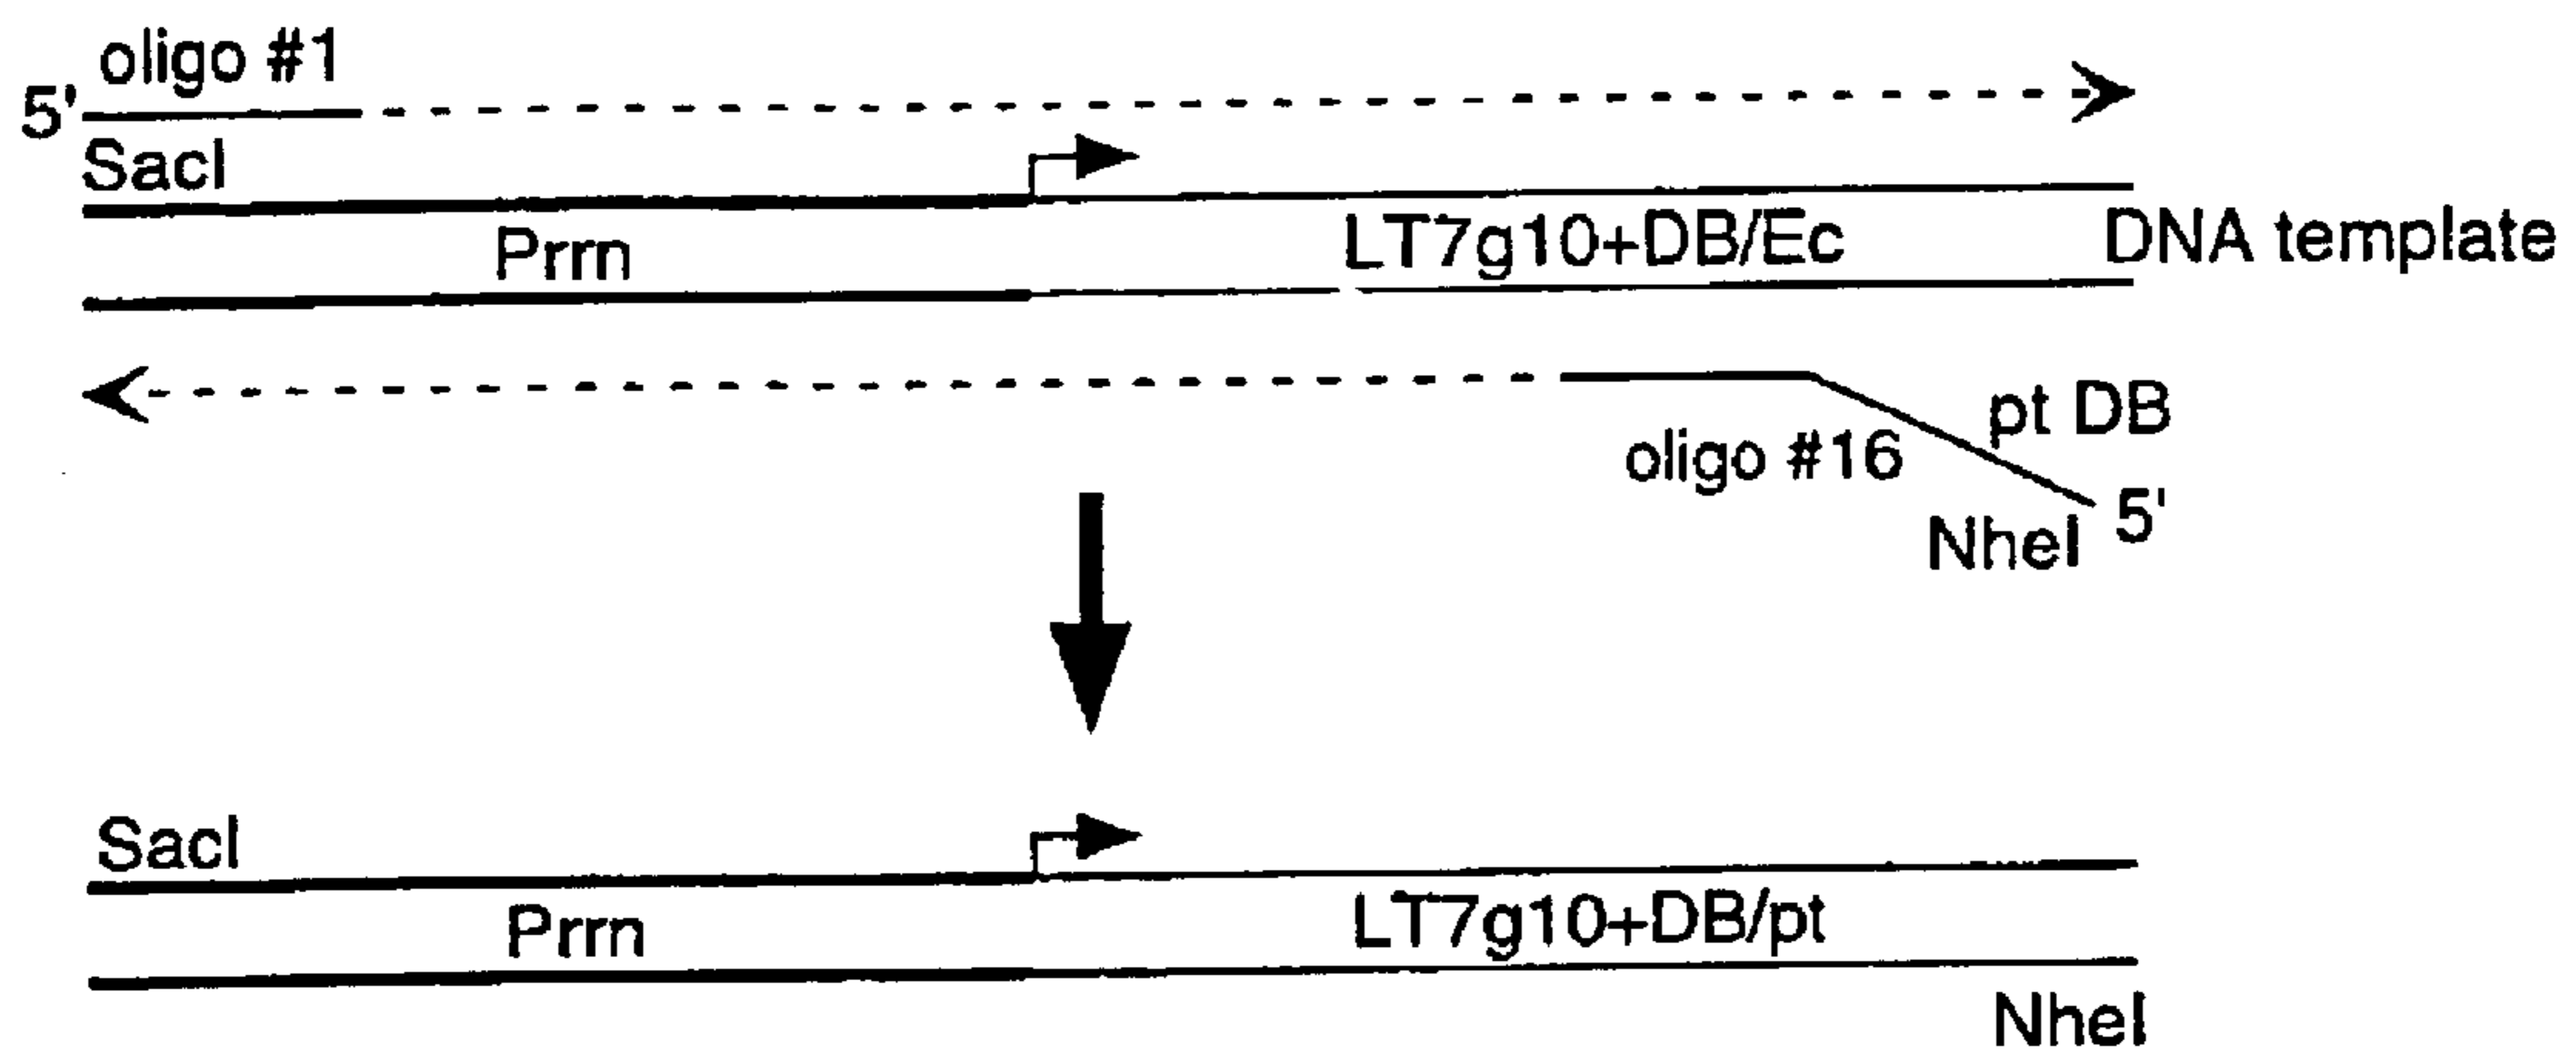 oligo #1
5'
SacI
Prrn
LT7g10+DB/Ec
DNA template
pt DB
oligo #16
NheI
5'
SacI
Prrn
LT7g10+DB/pt
NheI